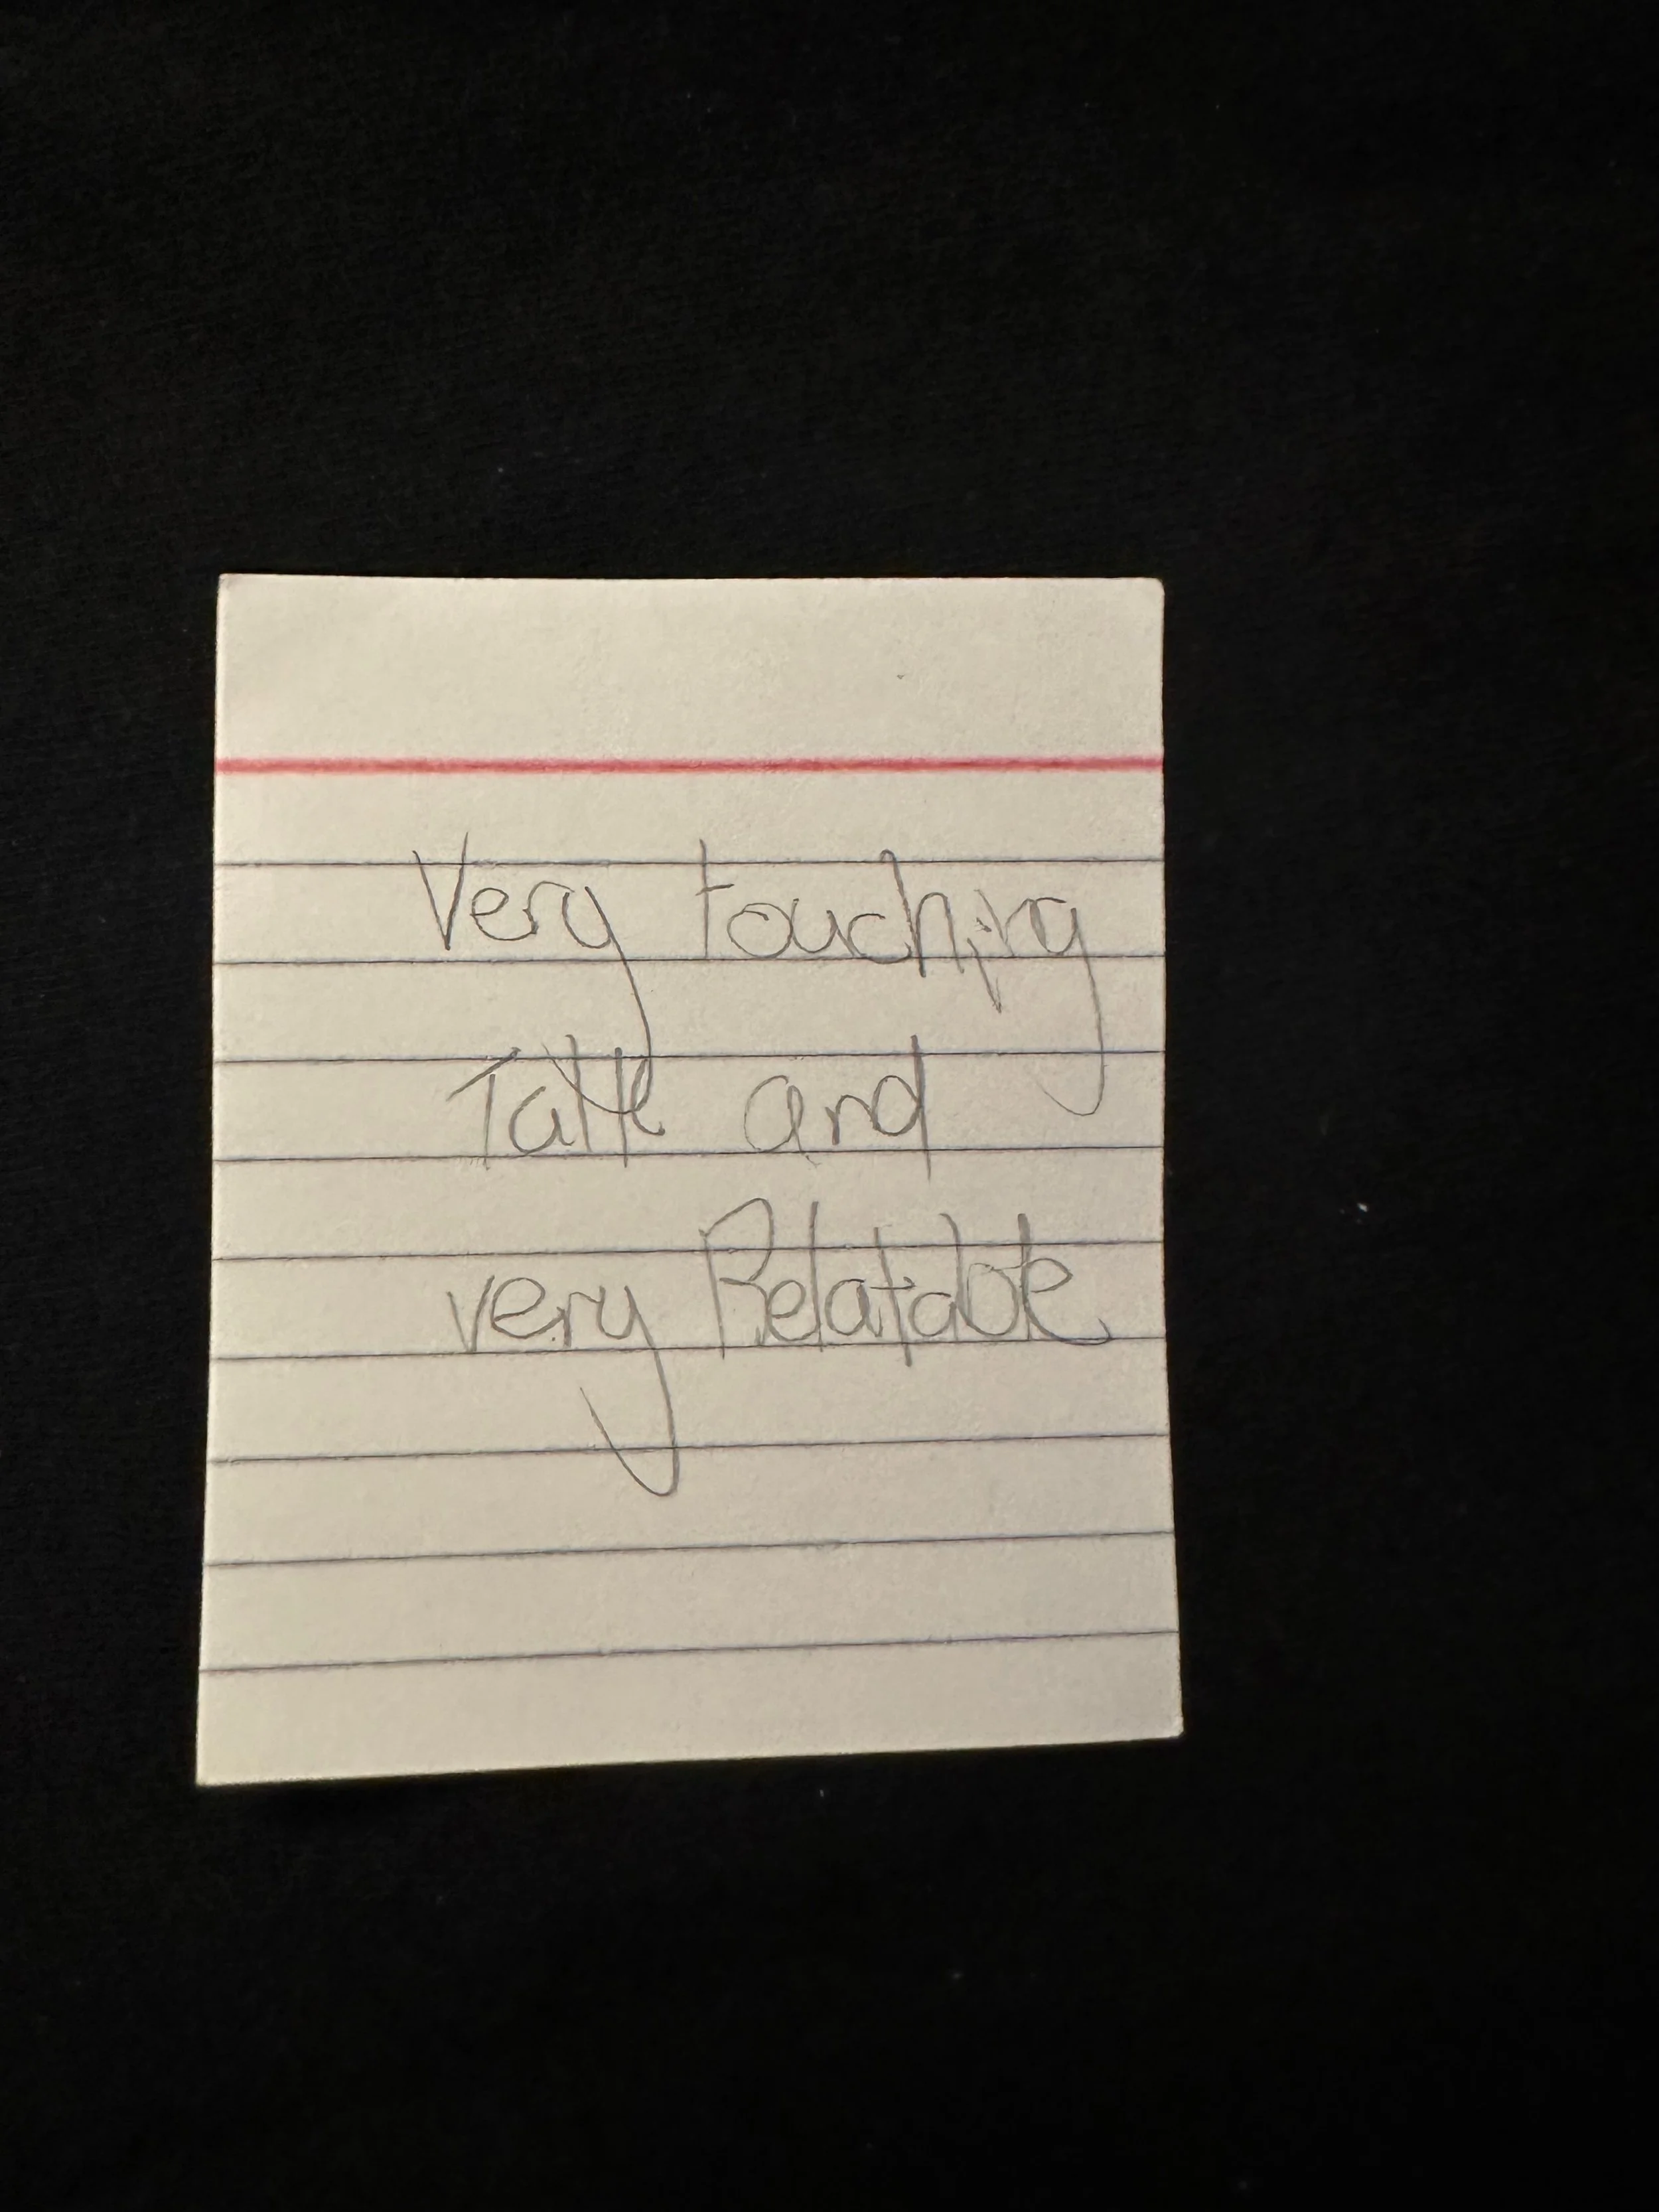 Very touching
Talk and
very Relatable